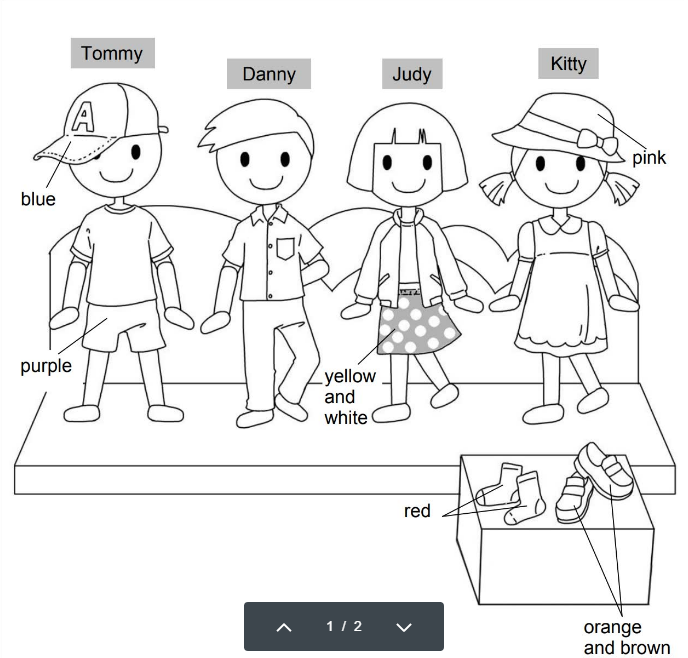 Tommy
Danny
Judy
Kitty
A
pink
blue
purple
yellow
and
white
red
1 / 2
orange
and brown